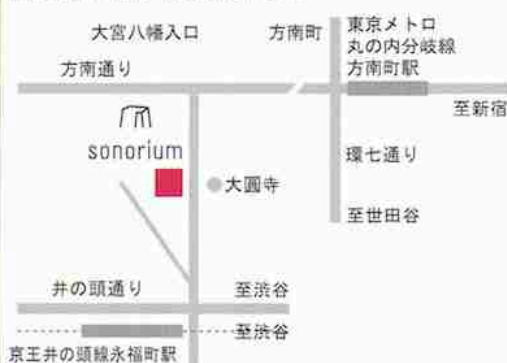 大宮八幡入口
方南町
東京メトロ
丸の内分岐線
方南町駅
方南通り
至新宿
sonorium
環七通り
大圓寺
至世田谷
井の頭通り
至渋谷
至渋谷
京王井の頭線永福町駅